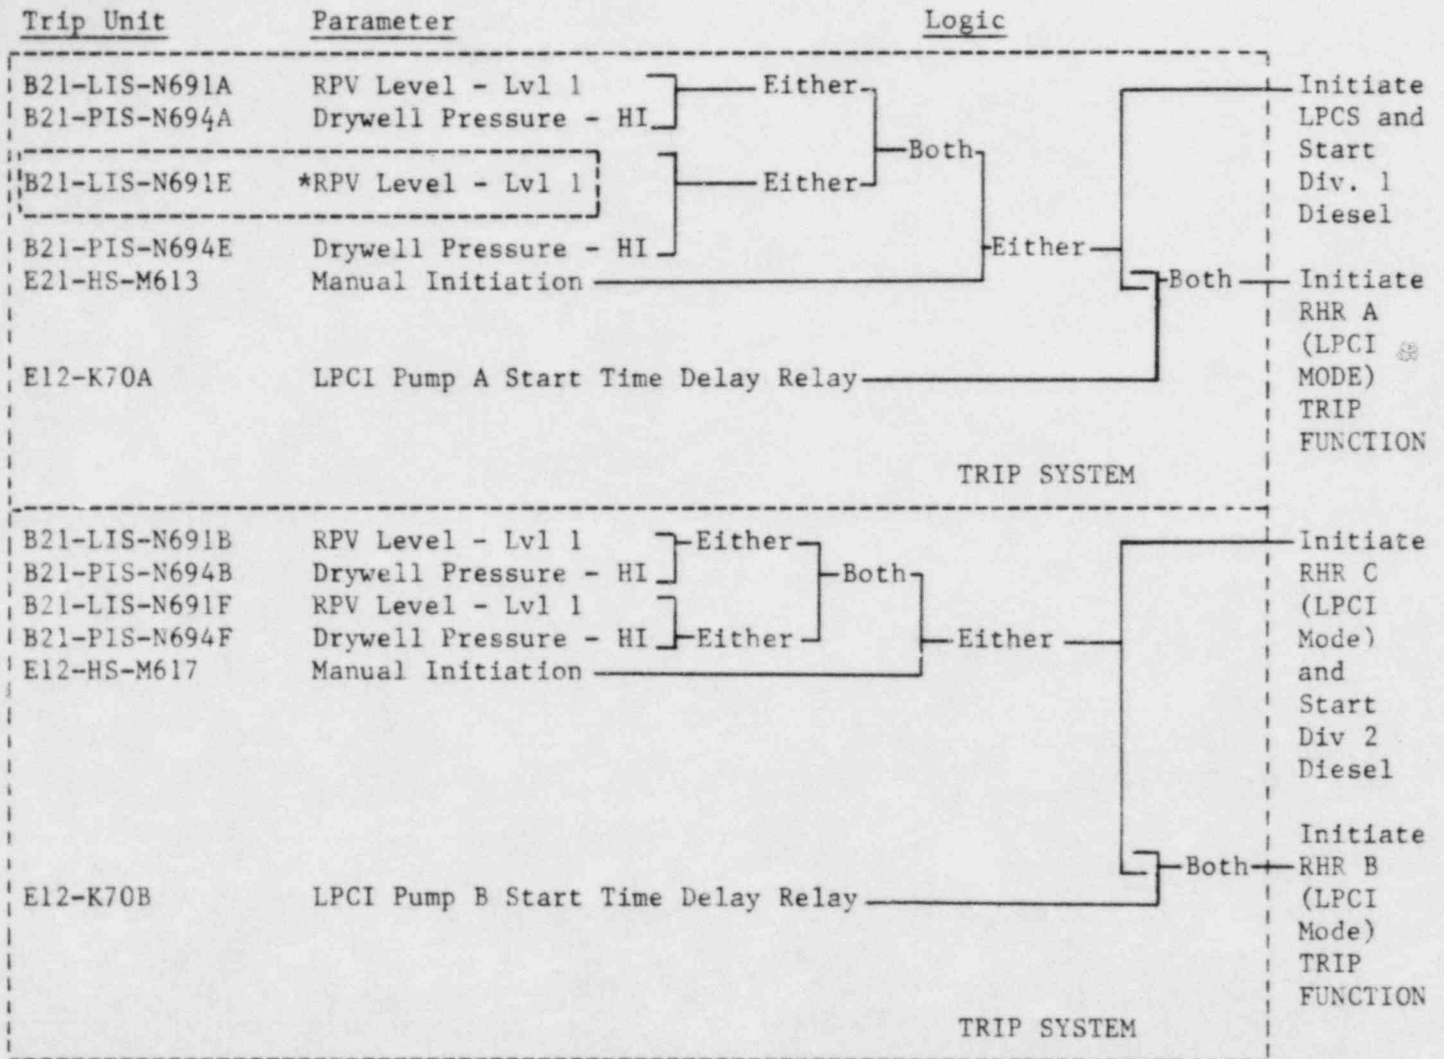 Trip Unit Parameter Logic
B21-LIS-N691A RPV Level - Lvl 1 Either Initiate
B21-PIS-N694A Drywell Pressure - HI LPCS and
Both Start
B21-LIS-N691E *RPV Level - Lvl 1 Either Div. 1
Diesel
B21-PIS-N694E Drywell Pressure - HI Either
E21-HS-M613 Manual Initiation Both Initiate
RHR A
(LPCI
E12-K70A LPCI Pump A Start Time Delay Relay MODE)
TRIP
FUNCTION
TRIP SYSTEM
B21-LIS-N691B RPV Level - Lvl 1 Either Initiate
B21-PIS-N694B Drywell Pressure - HI Both RHR C
B21-LIS-N691F RPV Level - Lvl 1 (LPCI
B21-PIS-N694F Drywell Pressure - HI Either Either Mode)
E12-HS-M617 Manual Initiation and
Start
Div 2
Diesel
Initiate
Both RHR B
E12-K70B LPCI Pump B Start Time Delay Relay (LPCI
Mode)
TRIP
FUNCTION
TRIP SYSTEM